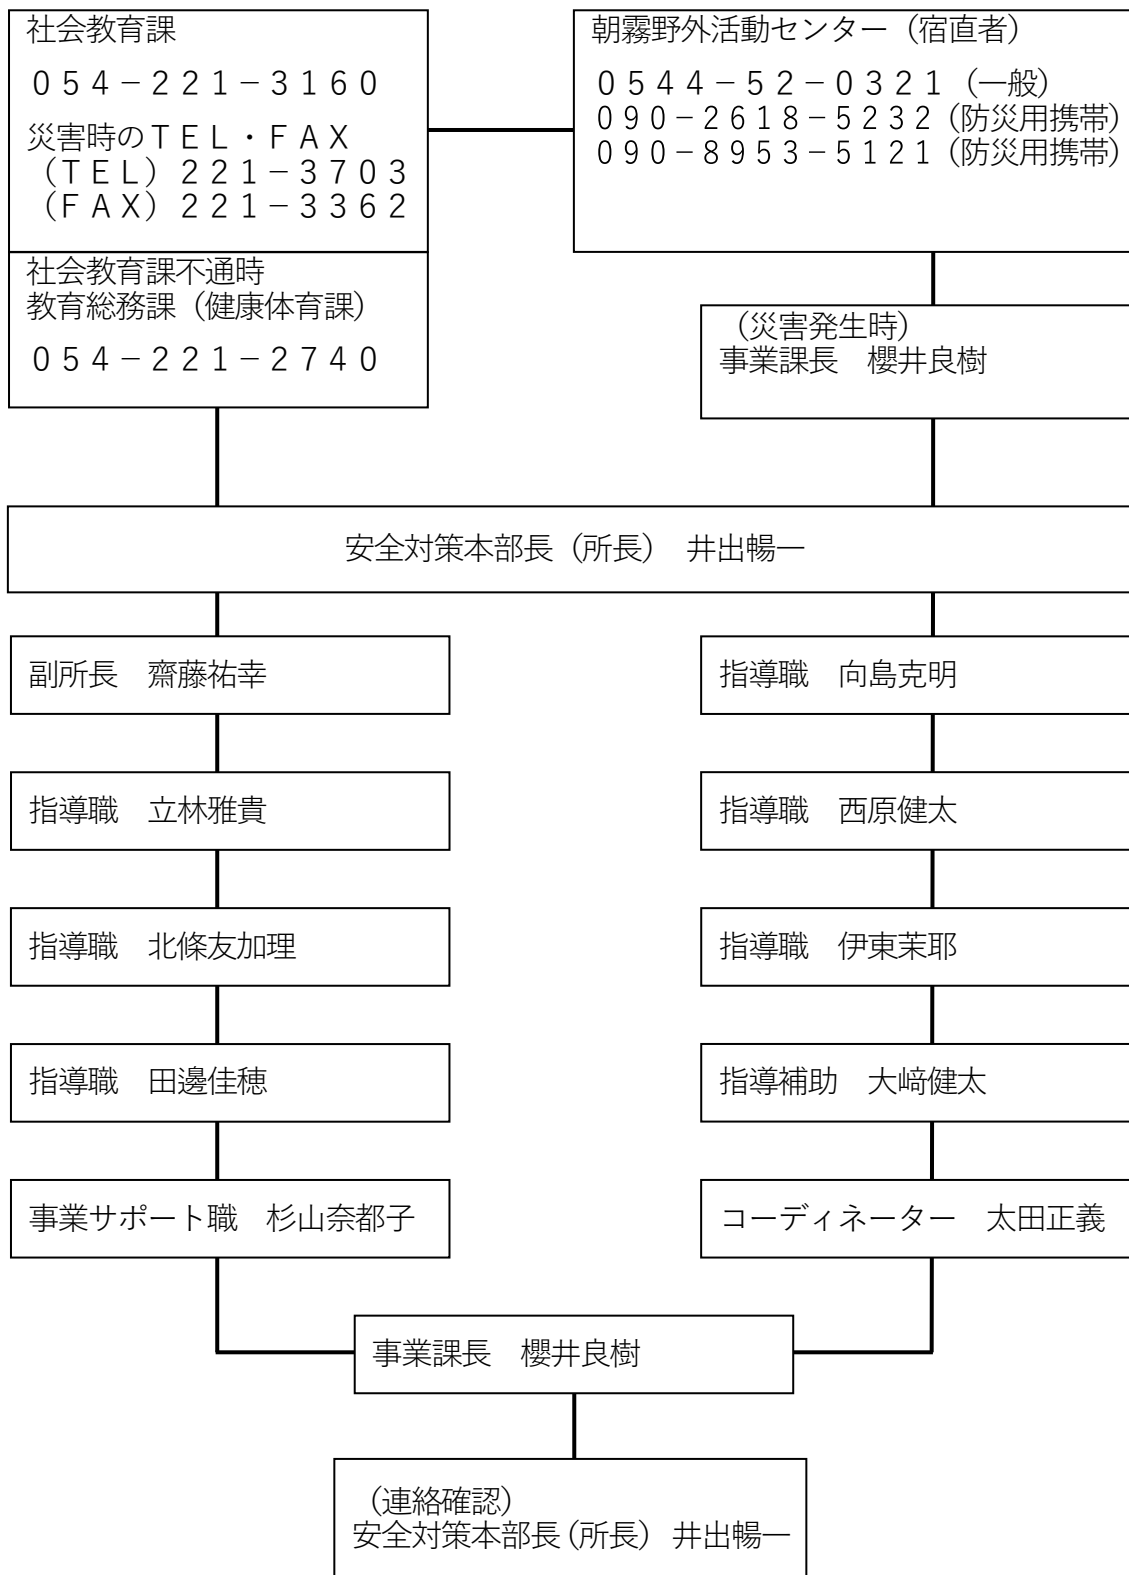 社会教育課
０５４－２２１－３１６０
災害時のＴＥＬ・ＦＡＸ
（ＴＥＬ）２２１－３７０３
（ＦＡＸ）２２１－３３６２
社会教育課不通時
教育総務課（健康体育課）
０５４－２２１－２７４０
朝霧野外活動センター（宿直者）
０５４４－５２－０３２１（一般）
０９０－２６１８－５２３２（防災用携帯）
０９０－８９５３－５１２１（防災用携帯）
（災害発生時）
事業課長　櫻井良樹
安全対策本部長（所長）　井出暢一
副所長　齋藤祐幸
指導職　向島克明
指導職　立林雅貴
指導職　西原健太
指導職　北條友加理
指導職　伊東茉耶
指導職　田邊佳穂
指導補助　大﨑健太
事業サポート職　杉山奈都子
コーディネーター　太田正義
事業課長　櫻井良樹
（連絡確認）
安全対策本部長（所長）　井出暢一